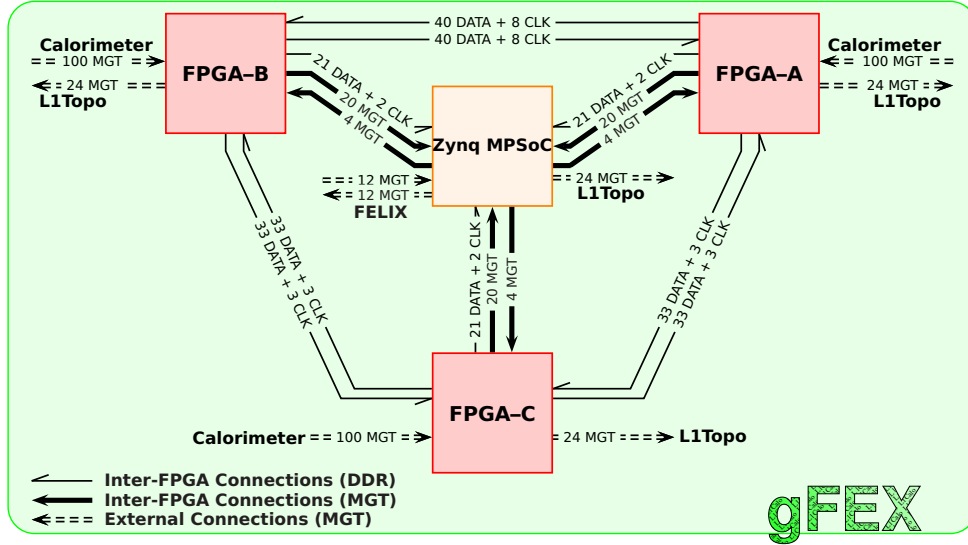 40 DATA + 8 CLK
40 DATA + 8 CLK
Calorimeter
100 MGT
24 MGT
L1Topo
FPGA–B
FPGA–A
Calorimeter
100 MGT
24 MGT
L1Topo
21 DATA + 2 CLK
20 MGT
4 MGT
21 DATA + 2 CLK
20 MGT
4 MGT
Zynq MPSoC
12 MGT
12 MGT
FELIX
24 MGT
L1Topo
33 DATA + 3 CLK
33 DATA + 3 CLK
21 DATA + 2 CLK
20 MGT
4 MGT
33 DATA + 3 CLK
33 DATA + 3 CLK
FPGA–C
Calorimeter
100 MGT
24 MGT
L1Topo
Inter-FPGA Connections (DDR)
Inter-FPGA Connections (MGT)
External Connections (MGT)
gFEX